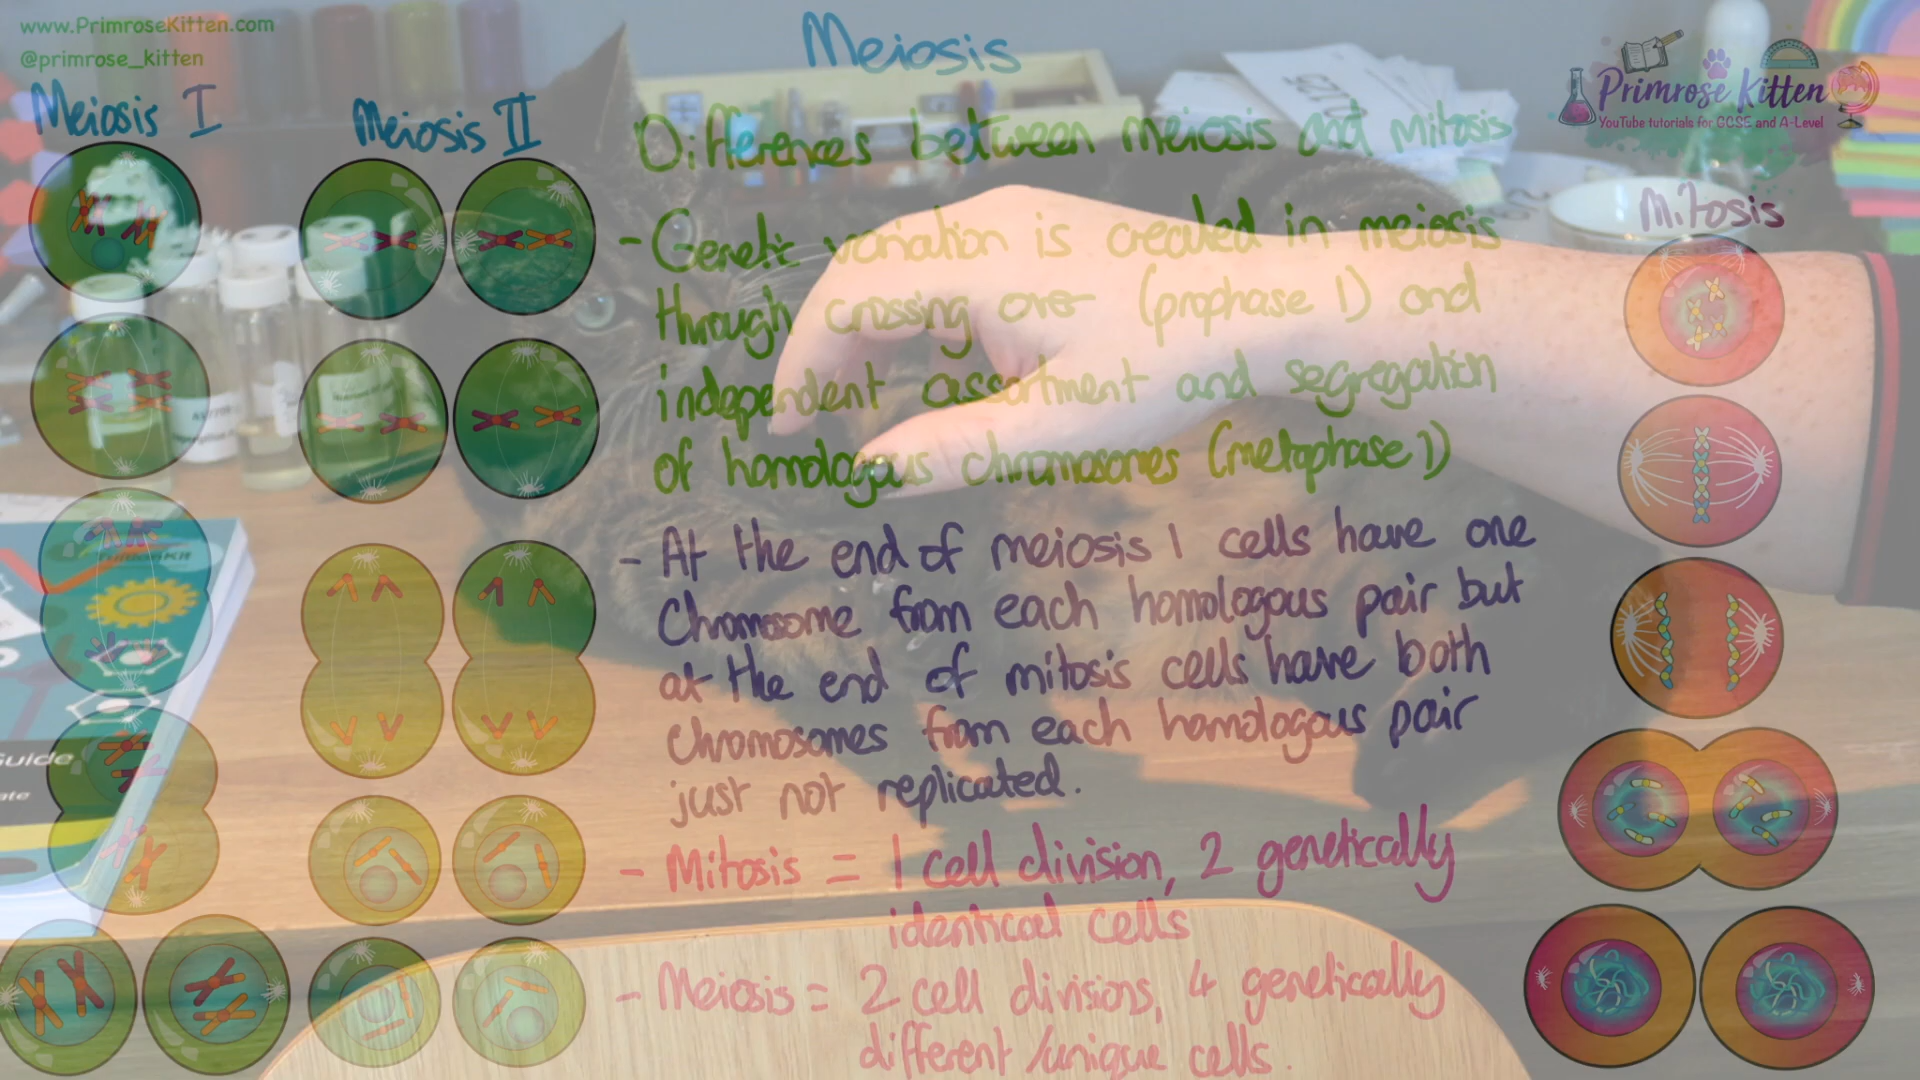 www.PrimroseKitten.com
@primrose_kitten
Meiosis
Primrose Kitten
YouTube tutorials for GCSE and A-Level
Meiosis I
Meiosis II
Differences between meiosis and mitosis
Mitosis
- Genetic variation is created in meiosis
through crossing over (prophase 1) and
independent assortment and segregation
of homologous chromosomes (metaphase 1)
- At the end of meiosis 1 cells have one
chromosome from each homologous pair but
at the end of mitosis cells have both
chromosomes from each homologous pair
just not replicated.
- Mitosis = 1 cell division, 2 genetically
identical cells
- Meiosis = 2 cell divisions, 4 genetically
different/unique cells.
Guide